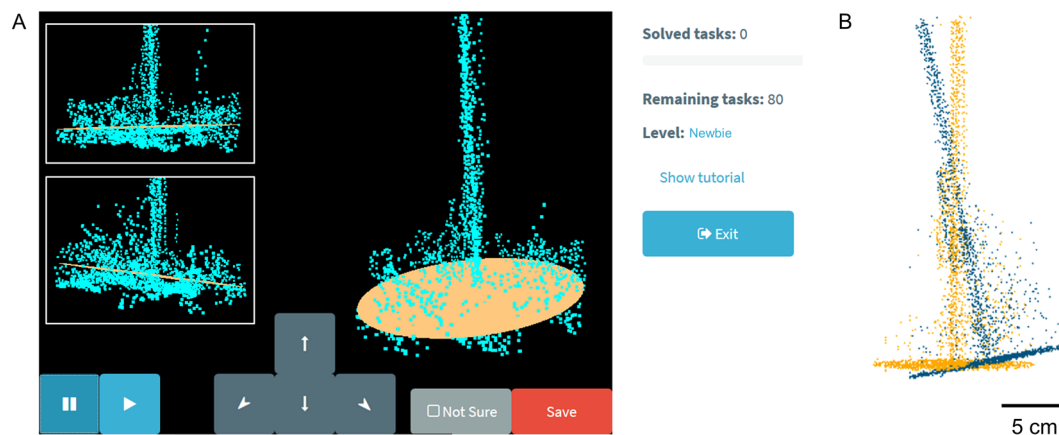 A
Solved tasks: 0
Remaining tasks: 80
Level: Newbie
Show tutorial
Exit
Not Sure
Save
B
5 cm